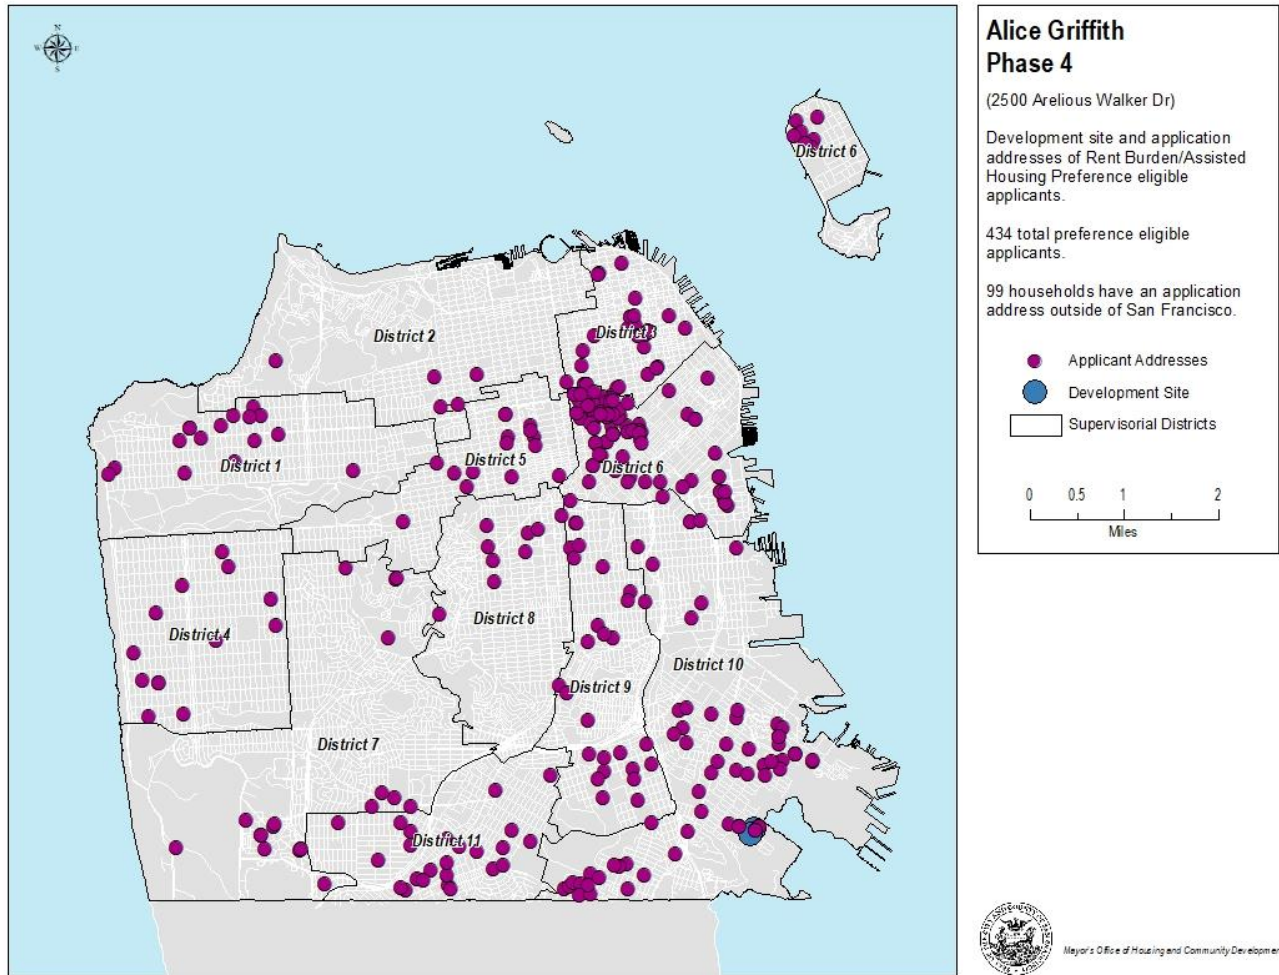 N
W
E
S
District 6
District 2
District 3
District 1
District 5
District 6
District 4
District 8
District 9
District 10
District 7
District 11
Alice Griffith
Phase 4
(2500 Arelious Walker Dr)
Development site and application
addresses of Rent Burden/Assisted
Housing Preference eligible
applicants.
434 total preference eligible
applicants.
99 households have an application
address outside of San Francisco.
Applicant Addresses
Development Site
Supervisorial Districts
0 0.5 1 2
Miles
Mayor's Office of Housing and Community Developmen